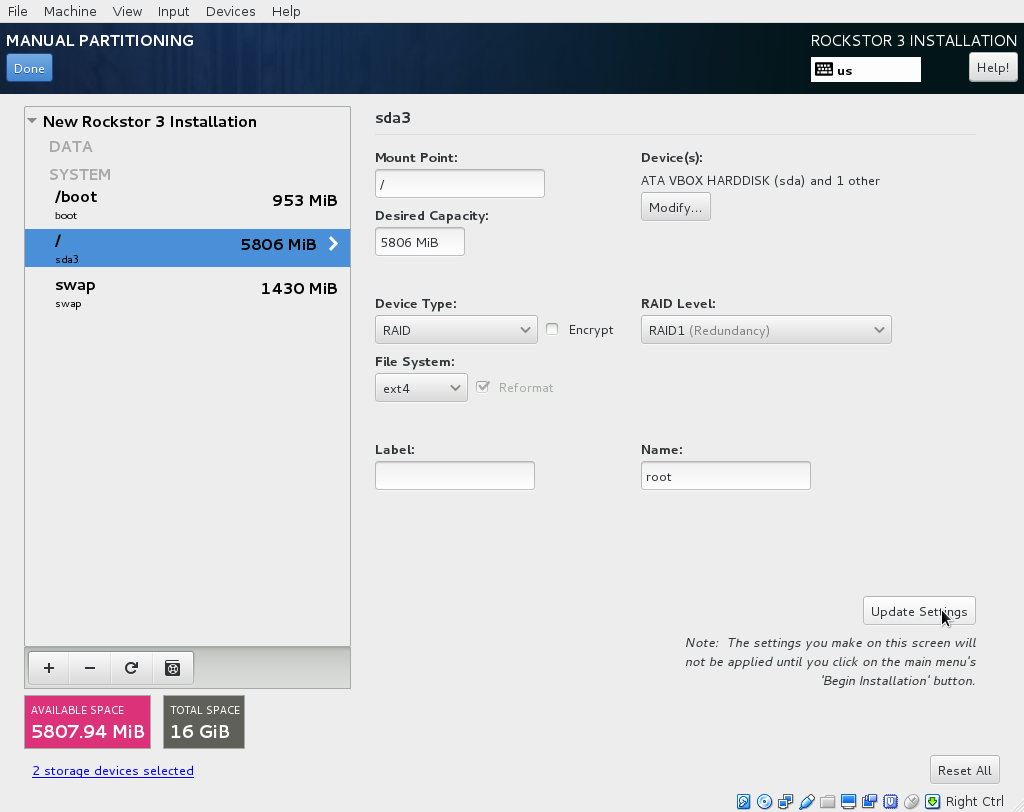 File Machine View Input Devices Help
MANUAL PARTITIONING
ROCKSTOR 3 INSTALLATION
Done
us
Help!
New Rockstor 3 Installation
DATA
SYSTEM
/boot
953 MiB
boot
/
5806 MiB
sda3
swap
1430 MiB
swap
sda3
Mount Point:
/
Desired Capacity:
5806 MiB
Device(s):
ATA VBOX HARDDISK (sda) and 1 other
Modify...
Device Type:
RAID
Encrypt
RAID Level:
RAID1 (Redundancy)
File System:
ext4
Reformat
Label:
Name:
root
Update Settings
Note: The settings you make on this screen will
not be applied until you click on the main menu's
'Begin Installation' button.
AVAILABLE SPACE
5807.94 MiB
TOTAL SPACE
16 GiB
2 storage devices selected
Reset All
Right Ctrl